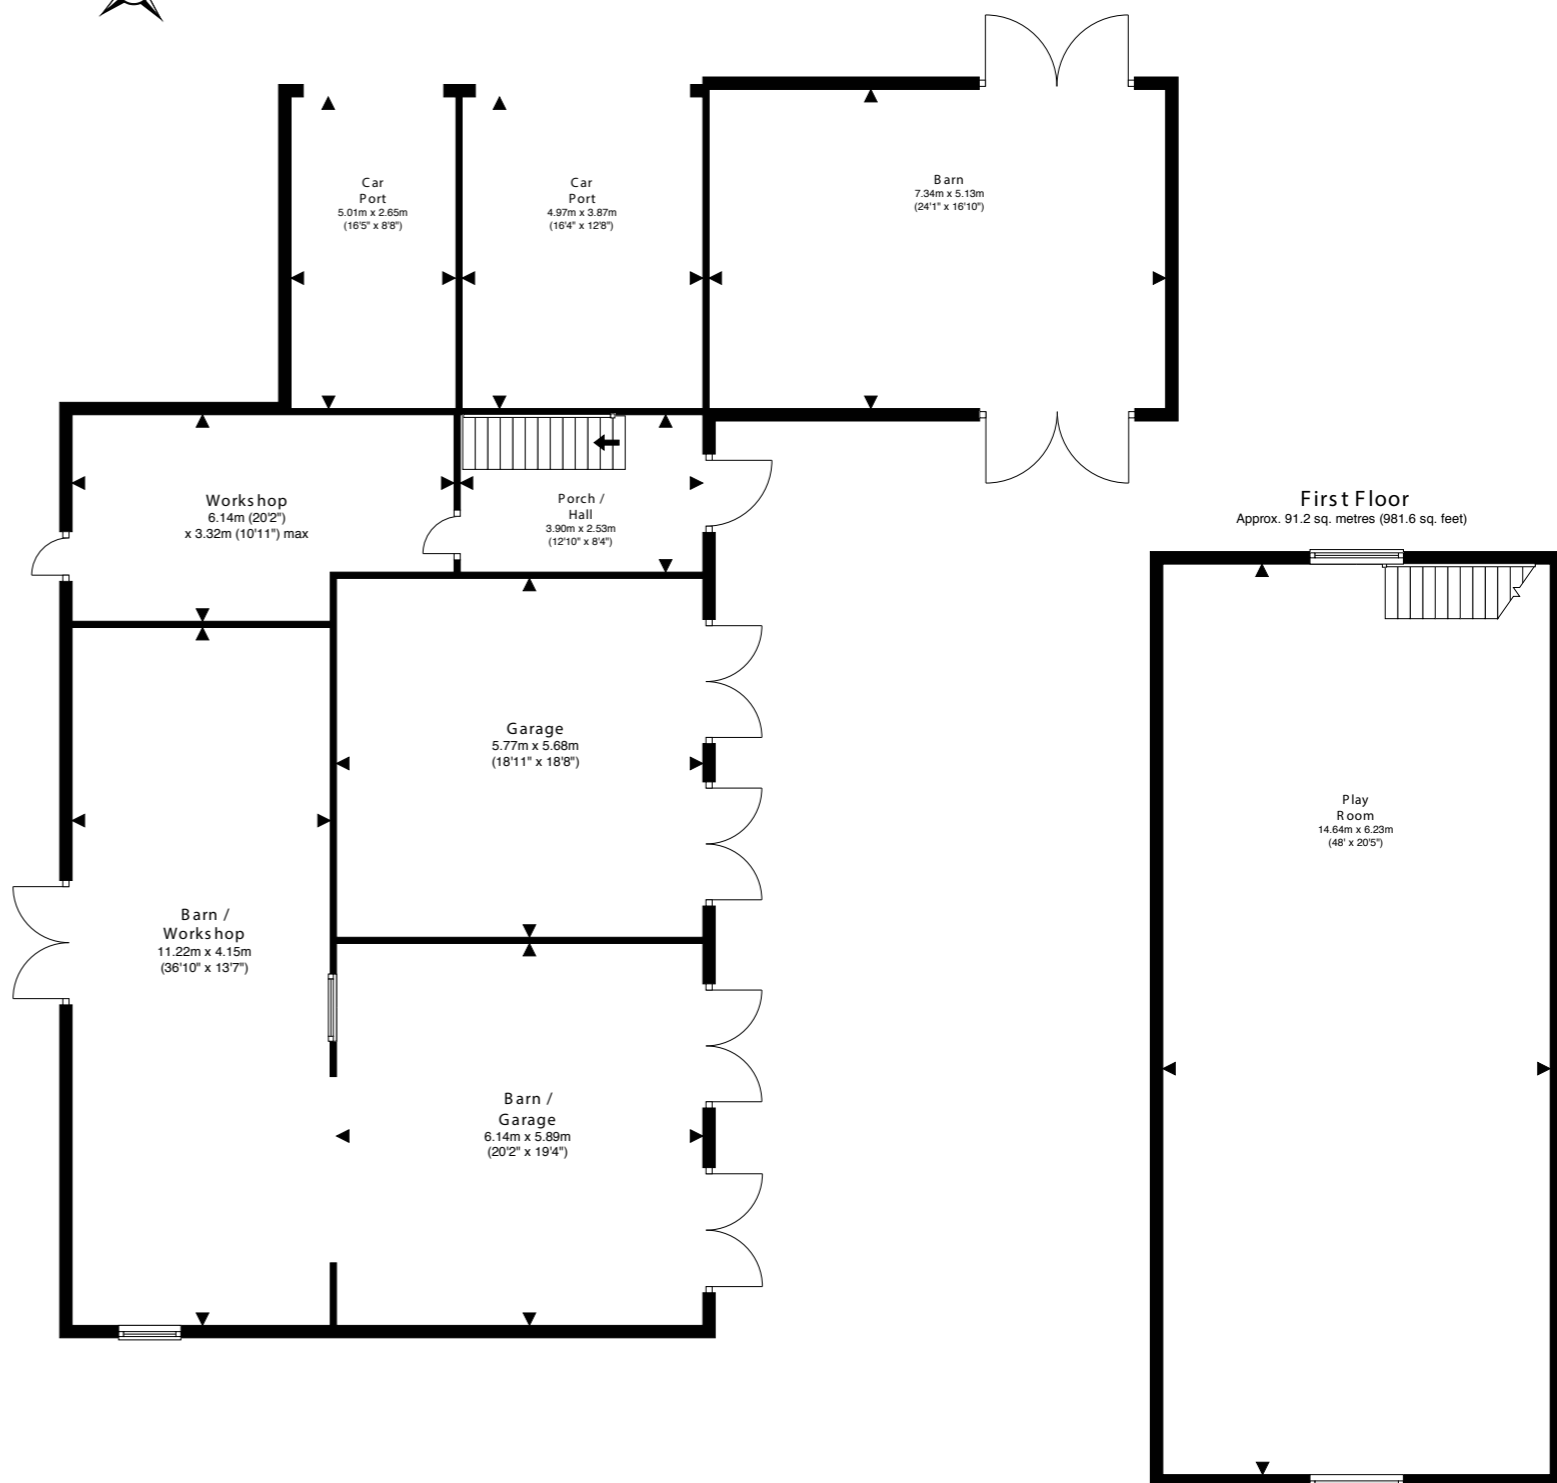 Car
Port
5.01m x 2.65m
(16'5" x 8'8")
Car
Port
4.97m x 3.87m
(16'4" x 12'8")
Barn
7.34m x 5.13m
(24'1" x 16'10")
Workshop
6.14m (20'2")
x 3.32m (10'11") max
Porch /
Hall
3.90m x 2.53m
(12'10" x 8'4")
First Floor
Approx. 91.2 sq. metres (981.6 sq. feet)
Garage
5.77m x 5.68m
(18'11" x 18'8")
Play
Room
14.64m x 6.23m
(48' x 20'5")
Barn /
Workshop
11.22m x 4.15m
(36'10" x 13'7")
Barn /
Garage
6.14m x 5.89m
(20'2" x 19'4")